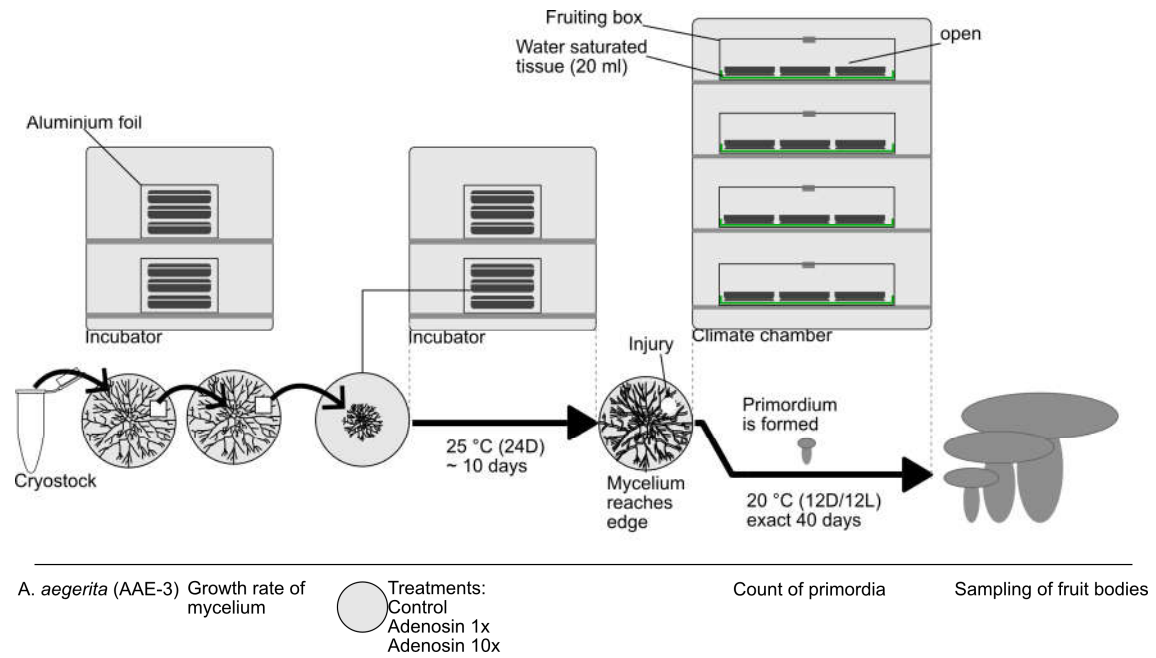 Fruiting box
open
Water saturated
tissue (20 ml)
Aluminium foil
Incubator
Incubator
Climate chamber
Injury
Cryostock
25 °C (24D)
~ 10 days
Mycelium
reaches
edge
Primordium
is formed
20 °C (12D/12L)
exact 40 days
A. aegerita (AAE-3)
Growth rate of
mycelium
Treatments:
Control
Adenosin 1x
Adenosin 10x
Count of primordia
Sampling of fruit bodies